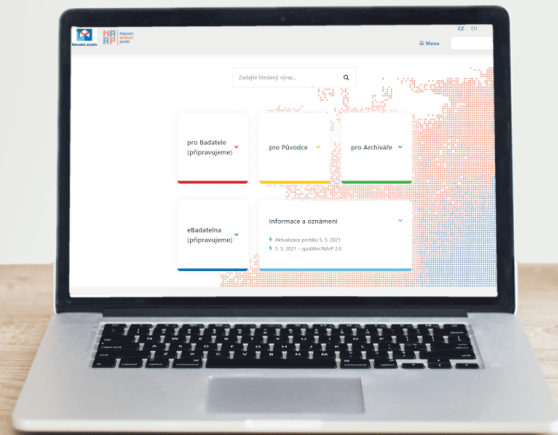 Národní archiv
NA
AP
Národní
archivní
portál
CZ EN
Menu
Zadejte hledaný výraz...
pro Badatele
(připravujeme)
pro Původce
pro Archiváře
eBadatelna
(připravujeme)
Informace a oznámení
Aktualizace portálu 5. 5. 2021
3. 5. 2021 – spuštění NArP 2.0